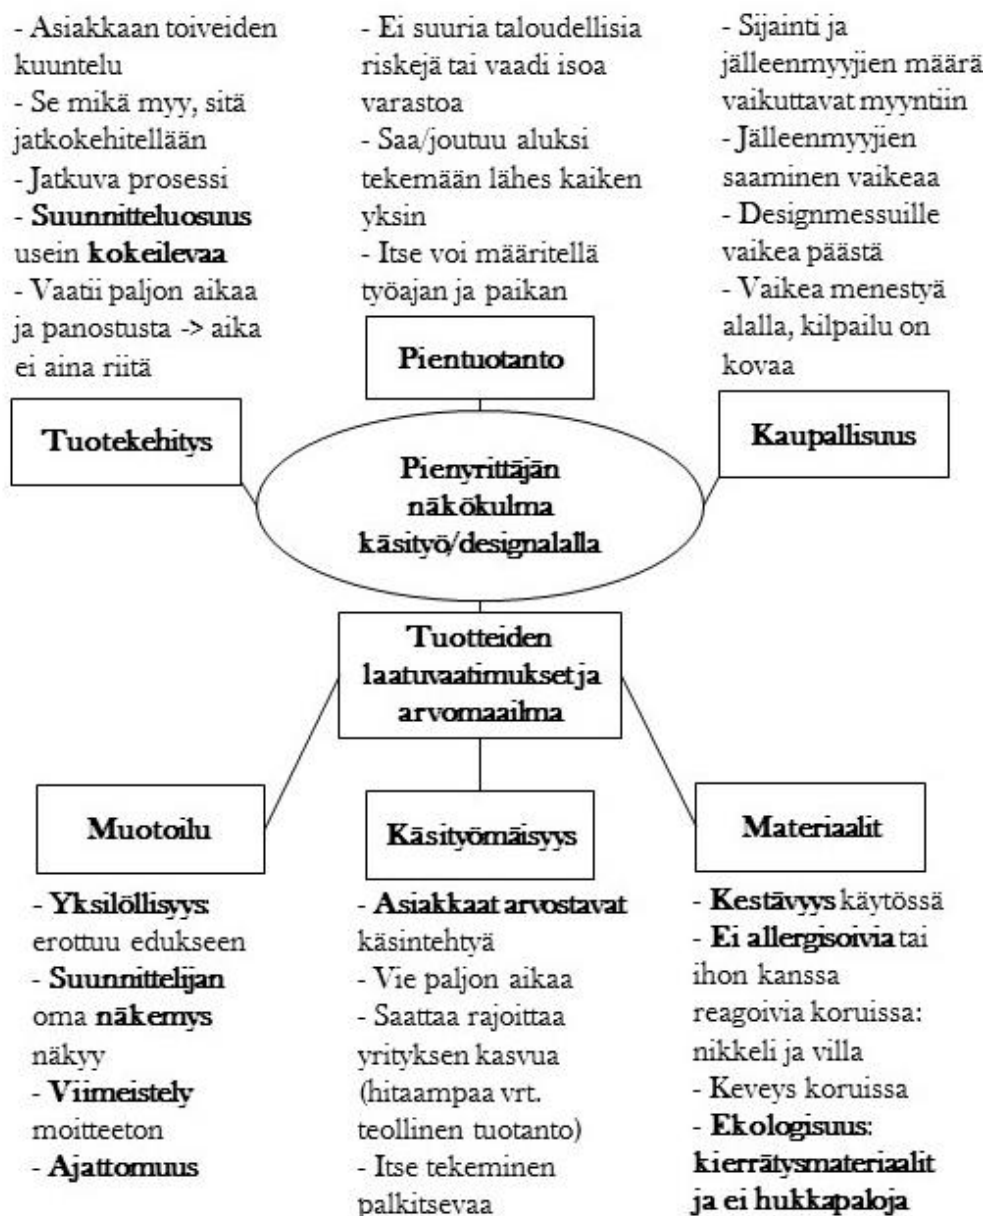 - Asiakkaan toiveiden
kuuntelu
- Se mikä myy, sitä
jatkokehitellään
- Jatkuva prosessi
- Suunnitteluosuus
usein kokeilevaa
- Vaatii paljon aikaa
ja panostusta -> aika
ei aina riitä
Tuotekehitys
- Ei suuria taloudellisia
riskejä tai vaadi isoa
varastoa
- Saa/joutuu aluksi
tekemään lähes kaiken
yksin
- Itse voi määritellä
työajan ja paikan
Pientuotanto
- Sijainti ja
jälleenmyyjien määrä
vaikuttavat myyntiin
- Jälleenmyyjien
saaminen vaikeaa
- Designmessuille
vaikea päästä
- Vaikea menestyä
alalla, kilpailu on
kovaa
Kaupallisuus
Pienyrittäjän
näkökulma
käsityö/designalalla
Tuotteiden
laatuvaatimukset ja
arvomaailma
Muotoilu
- Yksilöllisyys:
erottuu edukseen
- Suunnittelijan
oma näkemys
näkyy
- Viimeistely
moitteeton
- Ajattomuus
Käsityömäisyys
- Asiakkaat arvostavat
käsintehtyä
- Vie paljon aikaa
- Saattaa rajoittaa
yrityksen kasvua
(hitaampaa vrt.
teollinen tuotanto)
- Itse tekeminen
palkitsevaa
Materiaalit
- Kestävyys käytössä
- Ei allergisoivia tai
ihon kanssa
reagoivia koruissa:
nikkeli ja villa
- Keveys koruissa
- Ekologisuus:
kierrätysmateriaalit
ja ei hukkapaloja